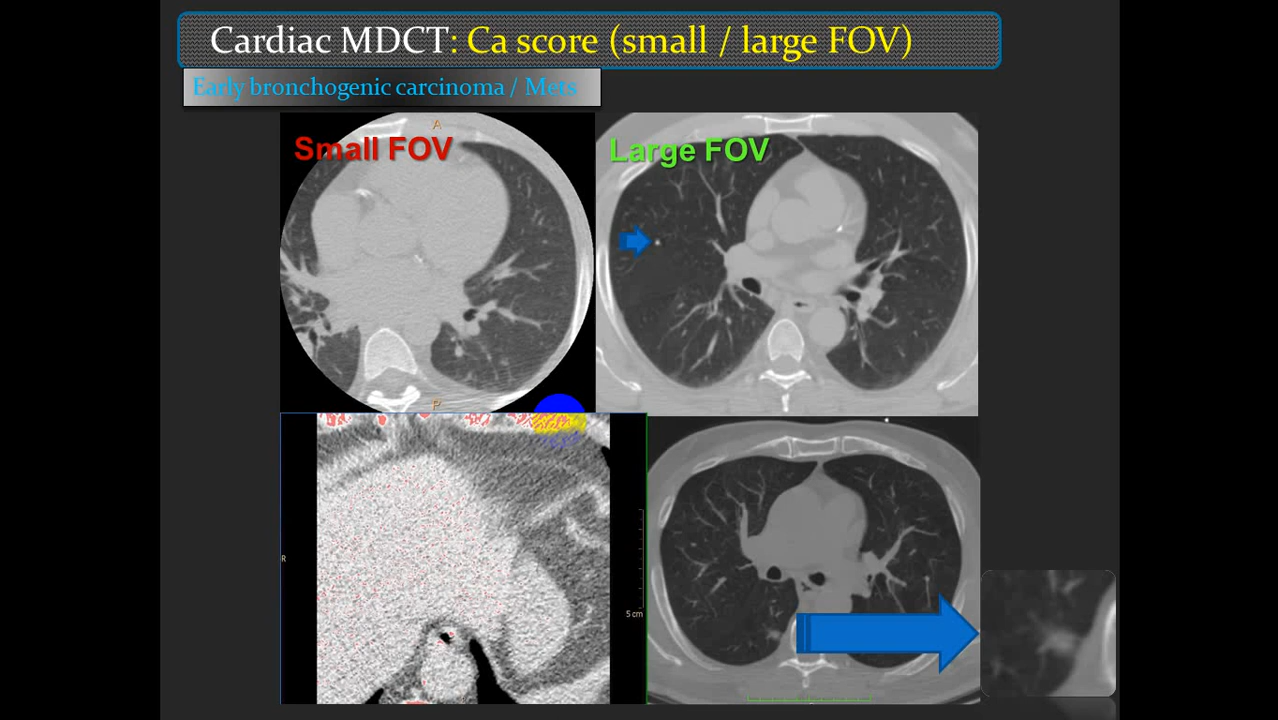 Cardiac MDCT: Ca score (small / large FOV)
Early bronchogenic carcinoma / Mets
A
Small FOV
Large FOV
P
R
5 cm